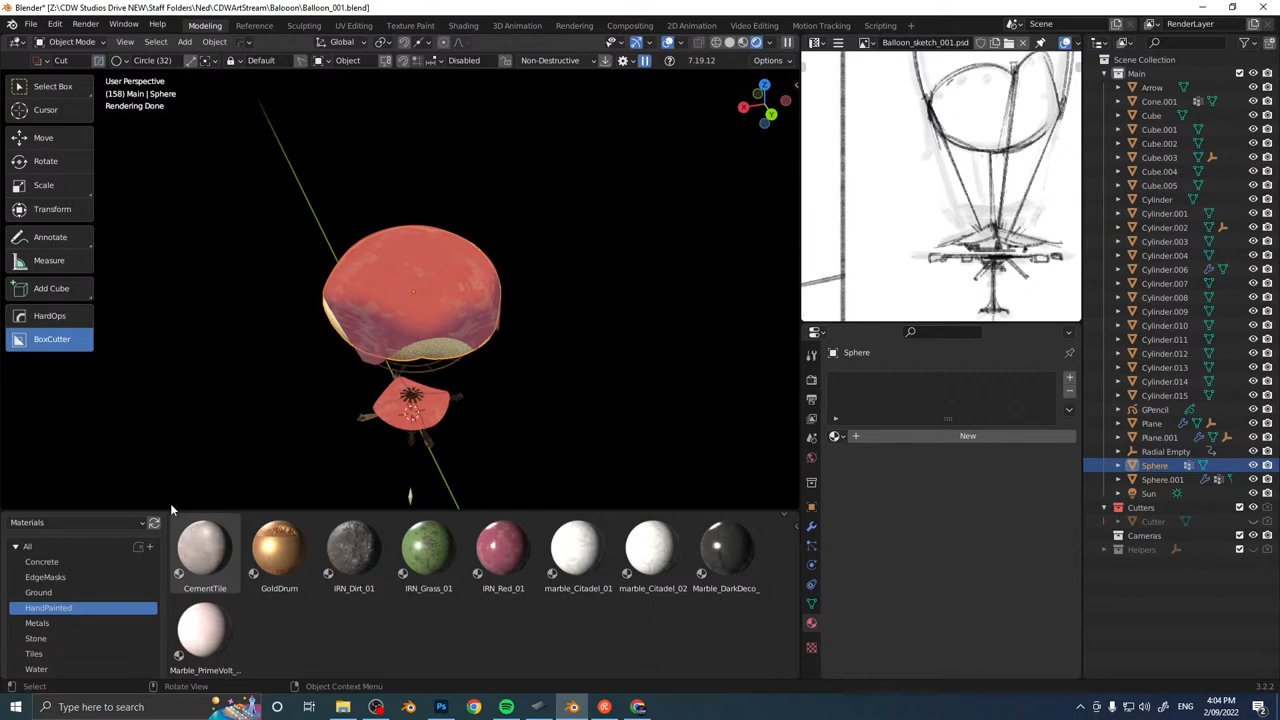 Blender* [Z:\CDW Studios Drive NEW\Staff Folders\Ned\CDWArtStream\Balooon\Balloon_001.blend]
File Edit Render Window Help Modeling Reference Sculpting UV Editing Texture Paint Shading 3D Animation Rendering Compositing 2D Animation 2D Full Canvas Scene RenderLayer
Object Mode View Select Add Object Global Balloon_sketch_001.psd
Cut Circle (32) Object Disabled Non-Destructive 7.19.12 Options Scene Collection
Main
User Perspective
(158) Main | Sphere
Rendering Done
Select Box
Cursor
Move
Rotate
Scale
Transform
Annotate
Measure
Add Cube
HardOps
BoxCutter
Z
X
Y
Arrow
Cone.001
Cube
Cube.001
Cube.002
Cube.003
Cube.004
Cube.005
Cylinder
Cylinder.001
Cylinder.002
Cylinder.003
Cylinder.004
Cylinder.006
Cylinder.007
Cylinder.008
Cylinder.009
Cylinder.010
Cylinder.011
Cylinder.012
Cylinder.013
Cylinder.014
Cylinder.015
GPencil
Plane
Plane.001
Radial Empty
Sphere
Sphere.001
Sun
Cutters
Cutter
Cameras
Helpers
Sphere
New
Materials
All
Concrete
EdgeMasks
Ground
HandPainted
Metals
Stone
Tiles
Water
CementTile GoldDrum IRN_Dirt_01 IRN_Grass_01 IRN_Red_01 marble_Citadel_01 marble_Citadel_02 Marble_DarkDeco_
Marble_PrimeVolt_...
Select Rotate View Object Context Menu 3.2.2
Type here to search 4:04 PM
2/09/2022